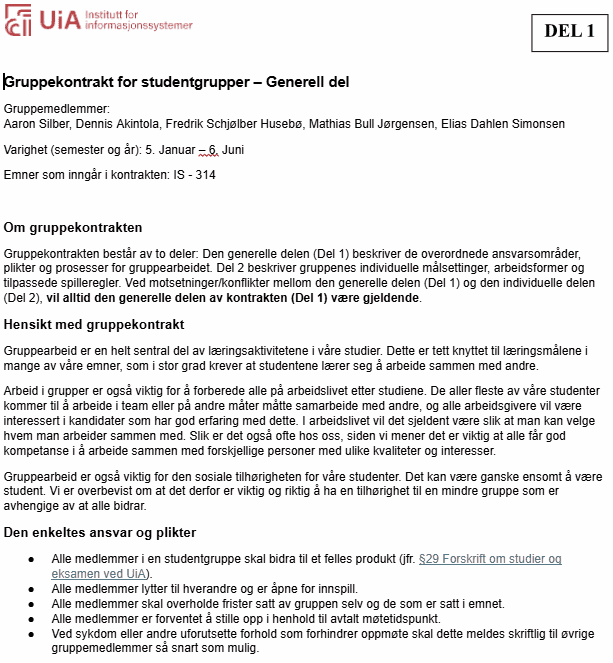 UiA Institutt for
informasjonssystemer
DEL 1
Gruppekontrakt for studentgrupper – Generell del
Gruppemedlemmer:
Aaron Silber, Dennis Akintola, Fredrik Schjølber Husebø, Mathias Bull Jørgensen, Elias Dahlen Simonsen
Varighet (semester og år): 5. Januar – 6. Juni
Emner som inngår i kontrakten: IS - 314
Om gruppekontrakten
Gruppekontrakten består av to deler: Den generelle delen (Del 1) beskriver de overordnede ansvarsområder,
plikter og prosesser for gruppearbeidet. Del 2 beskriver gruppenes individuelle målsettinger, arbeidsformer og
tilpassede spilleregler. Ved motsetninger/konflikter mellom den generelle delen (Del 1) og den individuelle delen
(Del 2), vil alltid den generelle delen av kontrakten (Del 1) være gjeldende.
Hensikt med gruppekontrakt
Gruppearbeid er en helt sentral del av læringsaktivitetene i våre studier. Dette er tett knyttet til læringsmålene i
mange av våre emner, som i stor grad krever at studentene lærer seg å arbeide sammen med andre.
Arbeid i grupper er også viktig for å forberede alle på arbeidslivet etter studiene. De aller fleste av våre studenter
kommer til å arbeide i team eller på andre måter måtte samarbeide med andre, og alle arbeidsgivere vil være
interessert i kandidater som har god erfaring med dette. I arbeidslivet vil det sjeldent være slik at man kan velge
hvem man arbeider sammen med. Slik er det også ofte hos oss, siden vi mener det er viktig at alle får god
kompetanse i å arbeide sammen med forskjellige personer med ulike kvaliteter og interesser.
Gruppearbeid er også viktig for den sosiale tilhørigheten for våre studenter. Det kan være ganske ensomt å være
student. Vi er overbevist om at det derfor er viktig og riktig å ha en tilhørighet til en mindre gruppe som er
avhengige av at alle bidrar.
Den enkeltes ansvar og plikter
● Alle medlemmer i en studentgruppe skal bidra til et felles produkt (jfr. §29 Forskrift om studier og
eksamen ved UiA).
● Alle medlemmer lytter til hverandre og er åpne for innspill.
● Alle medlemmer skal overholde frister satt av gruppen selv og de som er satt i emnet.
● Alle medlemmer er forventet å stille opp i henhold til avtalt møtetidspunkt.
● Ved sykdom eller andre uforutsette forhold som forhindrer oppmøte skal dette meldes skriftlig til øvrige
gruppemedlemmer så snart som mulig.